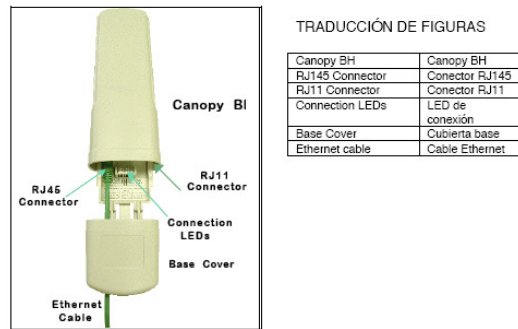 Canopy BH
RJ11
Connector
RJ45
Connector
Connection
LEDs
Base Cover
Ethernet
Cable
TRADUCCIÓN DE FIGURAS
Canopy BH Canopy BH
RJ145 Connector Conector RJ145
RJ11 Connector Conector RJ11
Connection LEDs LED de
conexión
Base Cover Cubierta base
Ethernet cable Cable Ethernet